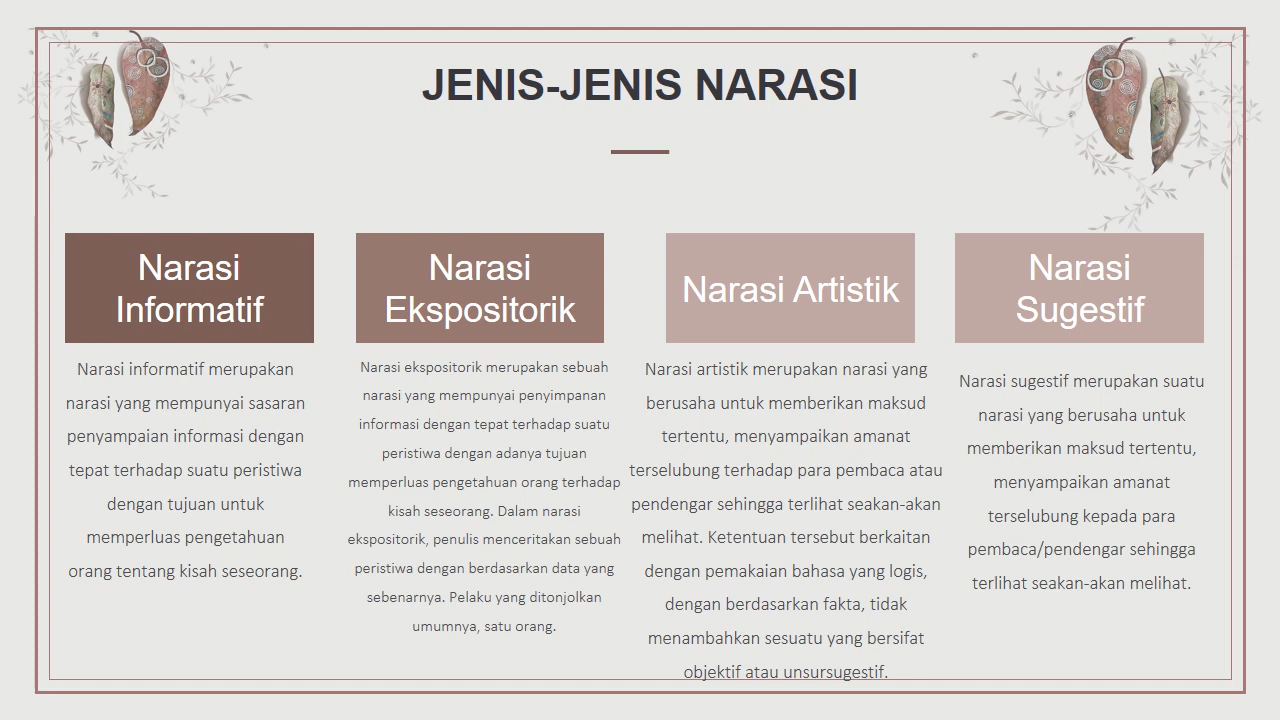 JENIS-JENIS NARASI
Narasi
Informatif
Narasi informatif merupakan
narasi yang mempunyai sasaran
penyampaian informasi dengan
tepat terhadap suatu peristiwa
dengan tujuan untuk
memperluas pengetahuan
orang tentang kisah seseorang.
Narasi
Ekspositorik
Narasi ekspositorik merupakan sebuah
narasi yang mempunyai penyimpanan
informasi dengan tepat terhadap suatu
peristiwa dengan adanya tujuan
memperluas pengetahuan orang terhadap
kisah seseorang. Dalam narasi
ekspositorik, penulis menceritakan sebuah
peristiwa dengan berdasarkan data yang
sebenarnya. Pelaku yang ditonjolkan
umumnya, satu orang.
Narasi Artistik
Narasi artistik merupakan narasi yang
berusaha untuk memberikan maksud
tertentu, menyampaikan amanat
terselubung terhadap para pembaca atau
pendengar sehingga terlihat seakan-akan
melihat. Ketentuan tersebut berkaitan
dengan pemakaian bahasa yang logis,
dengan berdasarkan fakta, tidak
menambahkan sesuatu yang bersifat
objektif atau unsursugestif.
Narasi
Sugestif
Narasi sugestif merupakan suatu
narasi yang berusaha untuk
memberikan maksud tertentu,
menyampaikan amanat
terselubung kepada para
pembaca/pendengar sehingga
terlihat seakan-akan melihat.